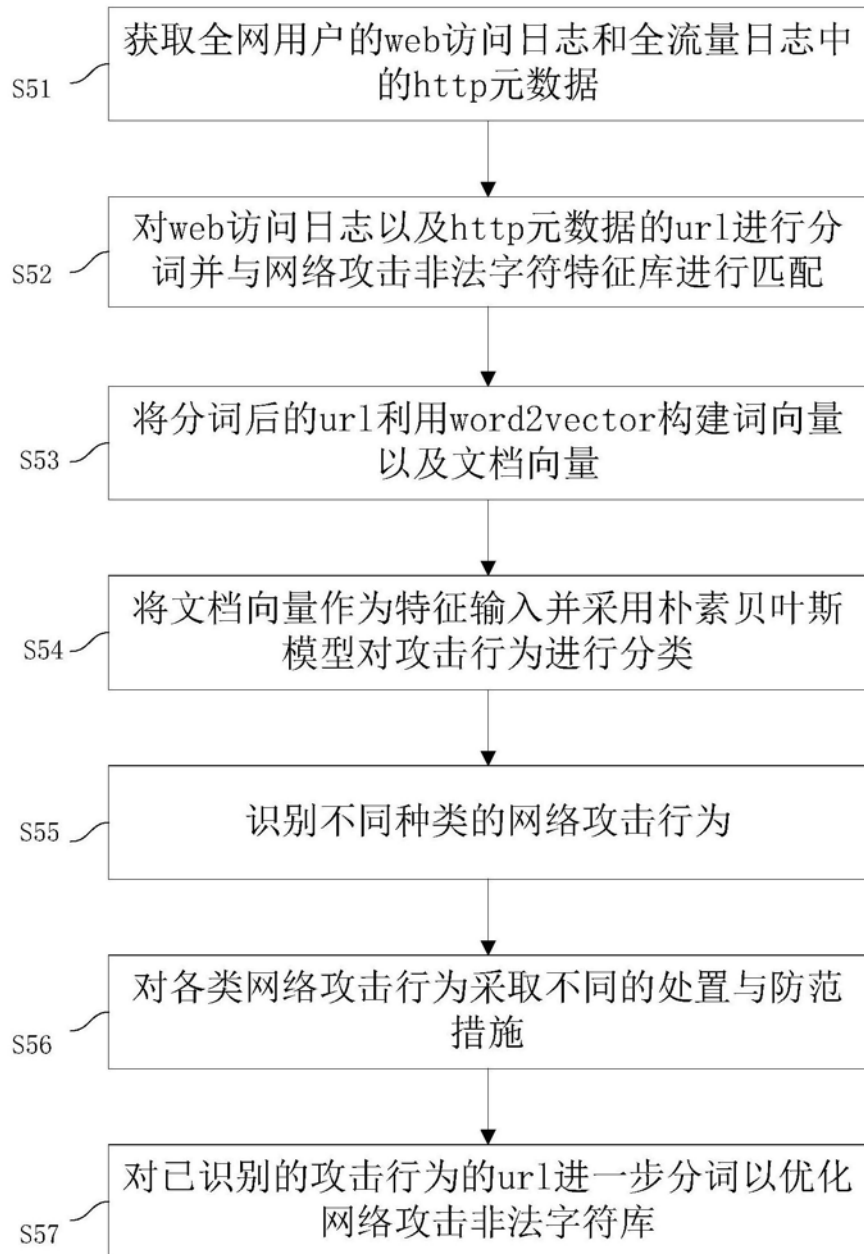 S51
获取全网用户的web访问日志和全流量日志中
的http元数据
S52
对web访问日志以及http元数据的url进行分
词并与网络攻击非法字符特征库进行匹配
S53
将分词后的url利用word2vector构建词向量
以及文档向量
S54
将文档向量作为特征输入并采用朴素贝叶斯
模型对攻击行为进行分类
S55
识别不同种类的网络攻击行为
S56
对各类网络攻击行为采取不同的处置与防范
措施
S57
对已识别的攻击行为的url进一步分词以优化
网络攻击非法字符库